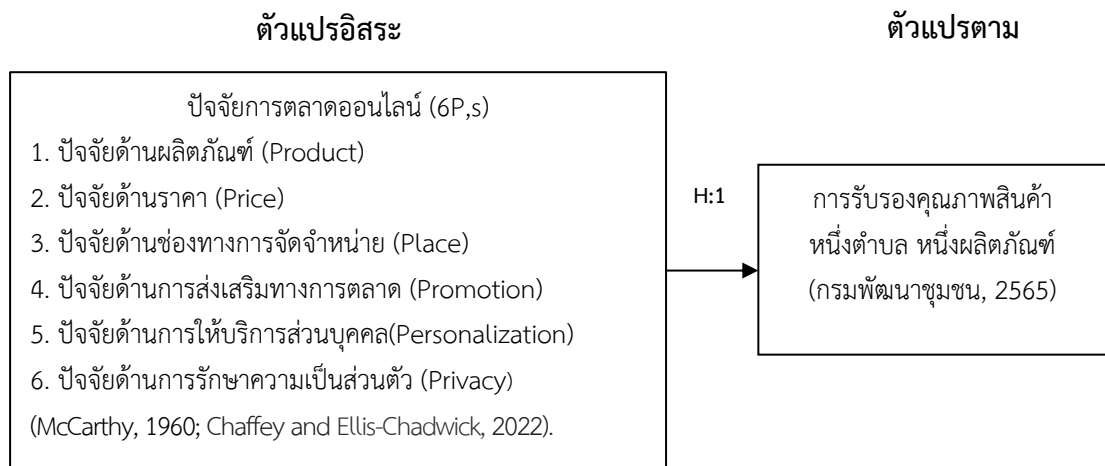 ตัวแปรอิสระ
ตัวแปรตาม
ปัจจัยการตลาดออนไลน์ (6P,s)
1. ปัจจัยด้านผลิตภัณฑ์ (Product)
2. ปัจจัยด้านราคา (Price)
3. ปัจจัยด้านช่องทางการจัดจำหน่าย (Place)
4. ปัจจัยด้านการส่งเสริมทางการตลาด (Promotion)
5. ปัจจัยด้านการให้บริการส่วนบุคคล(Personalization)
6. ปัจจัยด้านการรักษาความเป็นส่วนตัว (Privacy)
(McCarthy, 1960; Chaffey and Ellis-Chadwick, 2022).
H:1
การรับรองคุณภาพสินค้า
หนึ่งตำบล หนึ่งผลิตภัณฑ์
(กรมพัฒนาชุมชน, 2565)